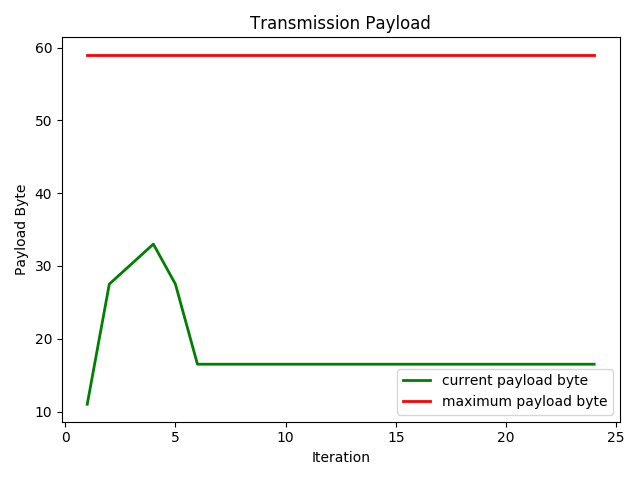 Transmission Payload
Payload Byte
60
50
40
30
20
10
0
5
10
15
20
25
Iteration
current payload byte
maximum payload byte